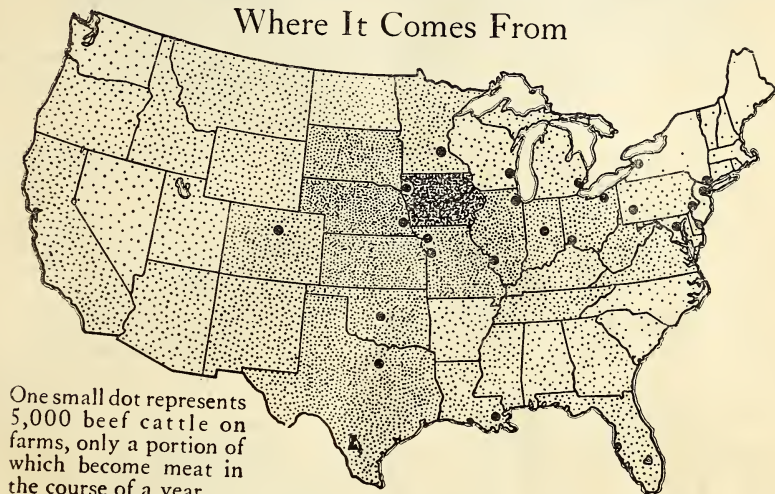 Where It Comes From
One small dot represents
5,000 beef cattle on
farms, only a portion of
which become meat in
the course of a year.